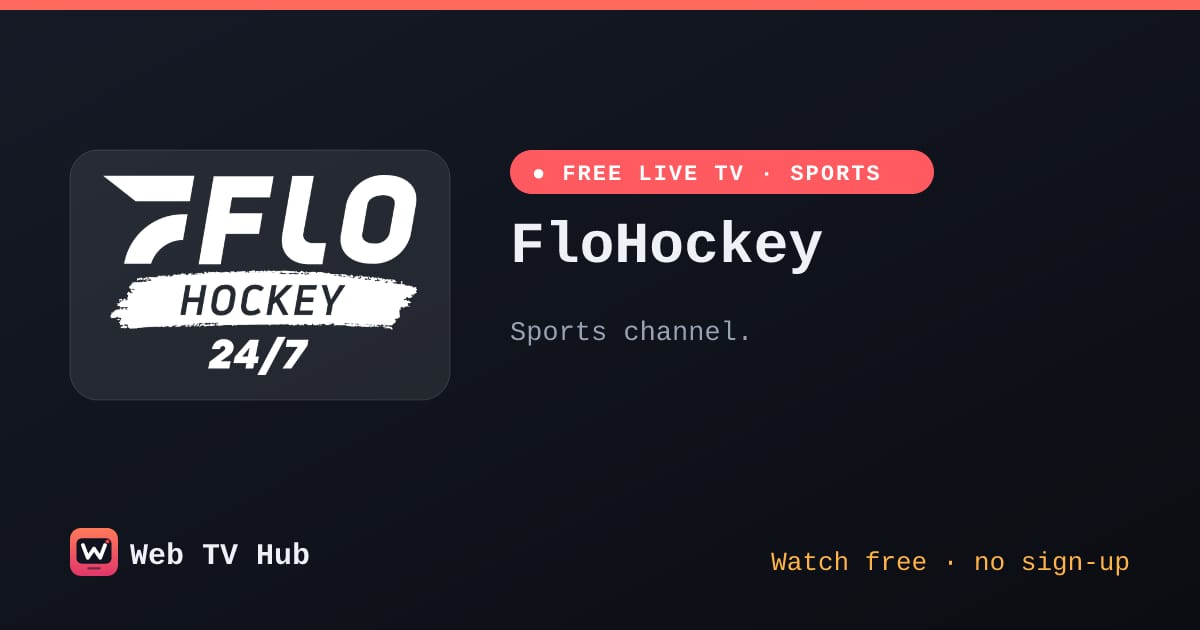 FLO
HOCKEY
24/7
• FREE LIVE TV · SPORTS
FloHockey
Sports channel.
W
Web TV Hub
Watch free · no sign-up